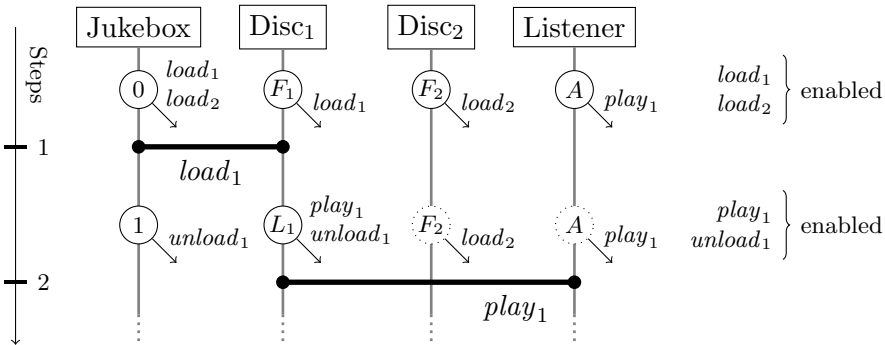 Jukebox Disc₁ Disc₂ Listener
Steps
0 load₁ load₂ F₁ load₁ F₂ load₂ A play₁ load₁ load₂ enabled
1
load₁
1 unload₁ L₁ play₁ unload₁ F₂ load₂ A play₁ play₁ unload₁ enabled
2
play₁